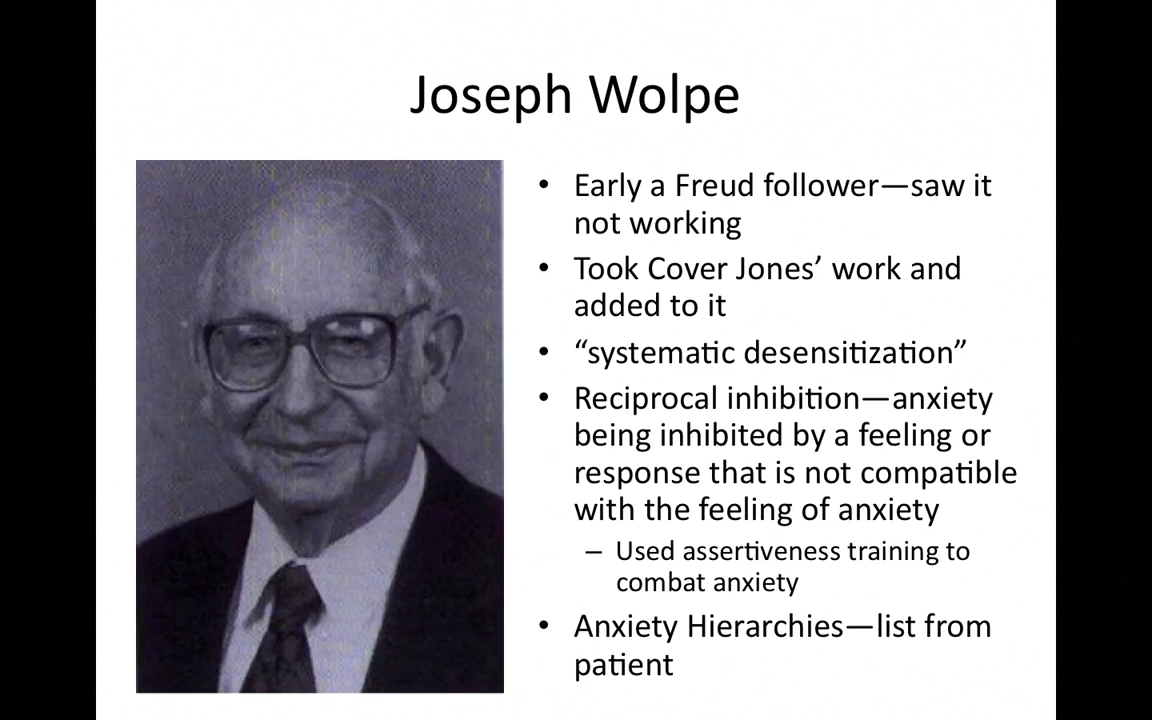 Joseph Wolpe
• Early a Freud follower—saw it
not working
• Took Cover Jones’ work and
added to it
• “systematic desensitization”
• Reciprocal inhibition—anxiety
being inhibited by a feeling or
response that is not compatible
with the feeling of anxiety
– Used assertiveness training to
combat anxiety
• Anxiety Hierarchies—list from
patient